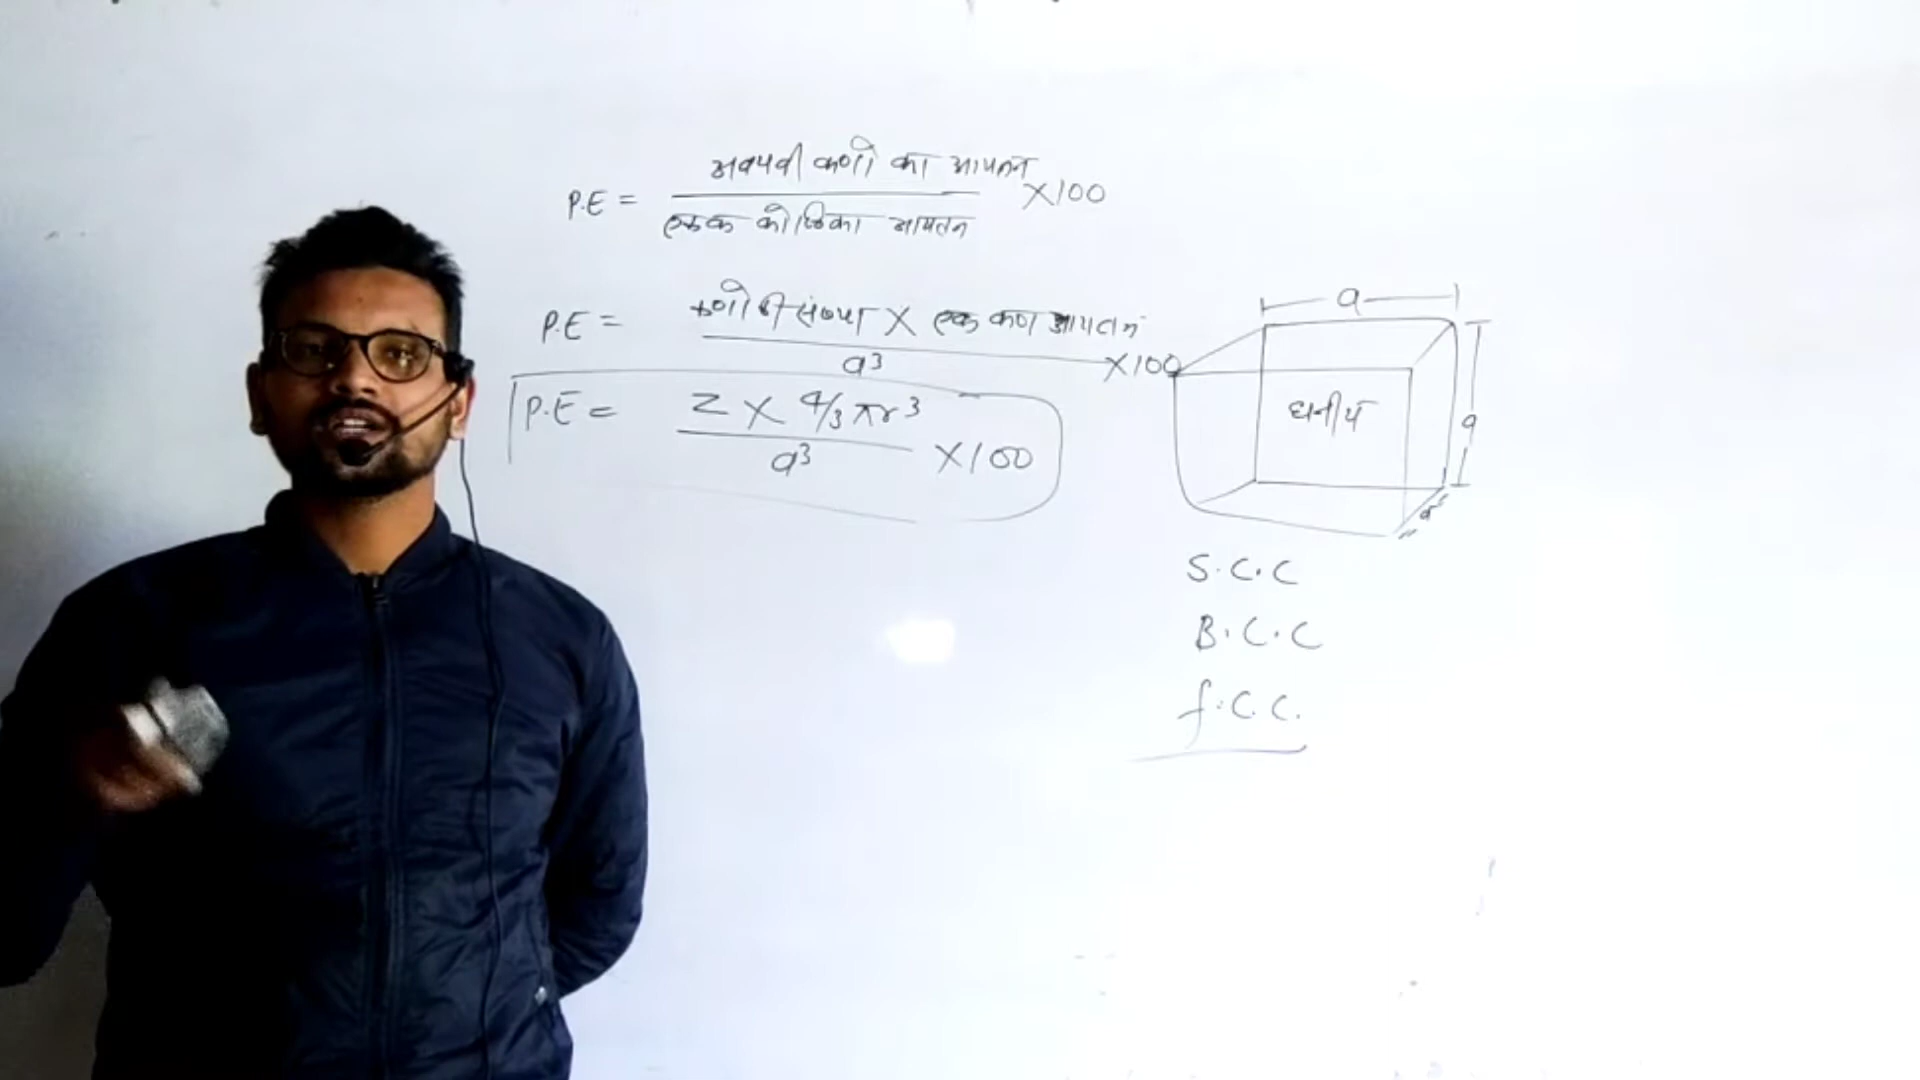 अवयवी कणो का आयतन
P.E = ×100
एकक कोष्ठिका आयतन
कणो की संख्या × एक कण आयतन
P.E =
a³ ×100
P.E = Z × 4/3 πr³
a³ ×100
a
घनीय
a
a
S.C.C
B.C.C
f.C.C.